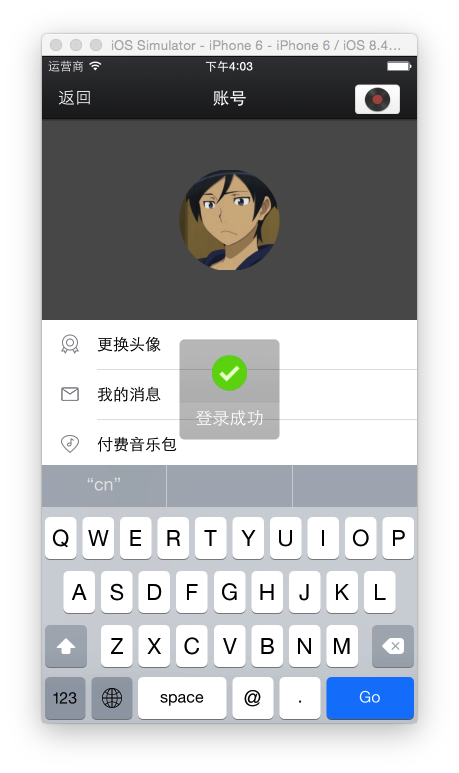 iOS Simulator - iPhone 6 - iPhone 6 / iOS 8.4...
运营商 下午4:03
返回 账号
更换头像
我的消息
登录成功
付费音乐包
“cn”
Q W E R T Y U I O P
A S D F G H J K L
Z X C V B N M
123 space @ . Go